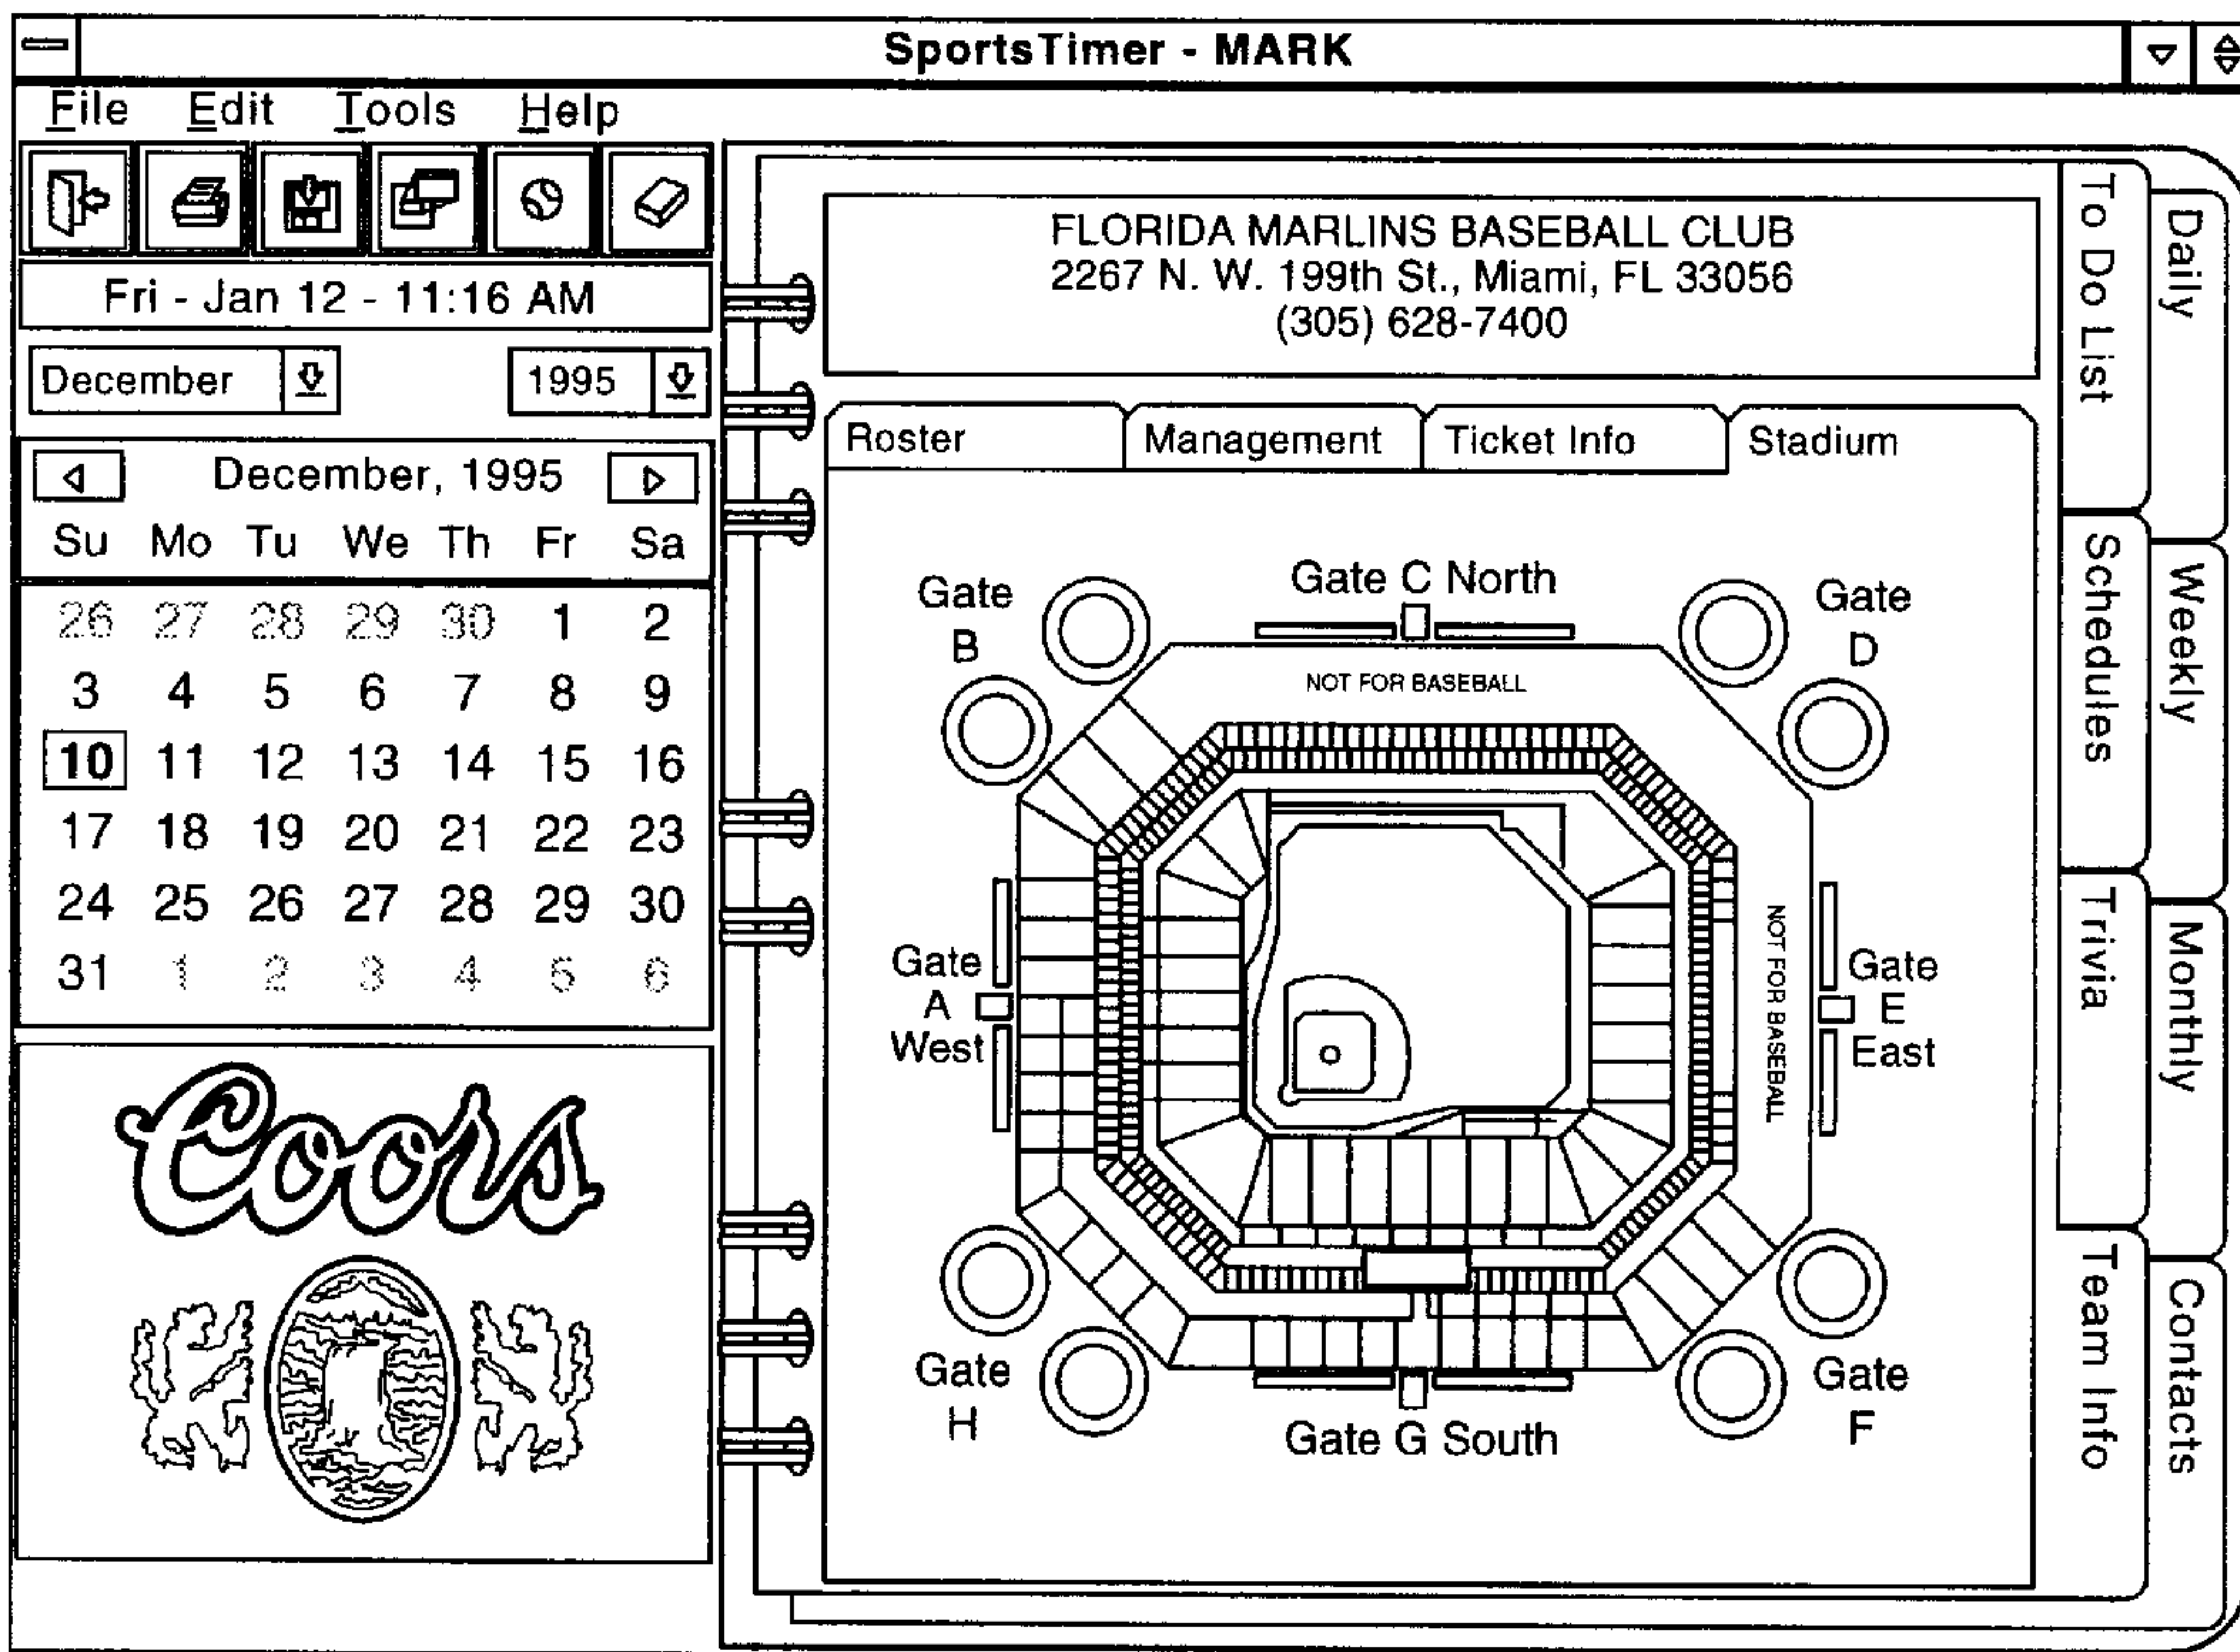 SportsTimer - MARK
File Edit Tools Help
Fri - Jan 12 - 11:16 AM
December 1995
December, 1995
Su Mo Tu We Th Fr Sa
26 27 28 29 30 1 2
3 4 5 6 7 8 9
10 11 12 13 14 15 16
17 18 19 20 21 22 23
24 25 26 27 28 29 30
31 1 2 3 4 5 6
Coors
FLORIDA MARLINS BASEBALL CLUB
2267 N. W. 199th St., Miami, FL 33056
(305) 628-7400
Roster Management Ticket Info Stadium
Gate
B
Gate C North
Gate
D
NOT FOR BASEBALL
Gate
A
West
NOT FOR BASEBALL
Gate
E
East
Gate
H
Gate G South
Gate
F
To Do List
Schedules
Trivia
Team Info
Daily
Weekly
Monthly
Contacts